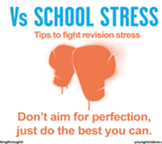 Vs SCHOOL STRESS
Tips to fight revision stress
Don't aim for perfection,
just do the best you can.